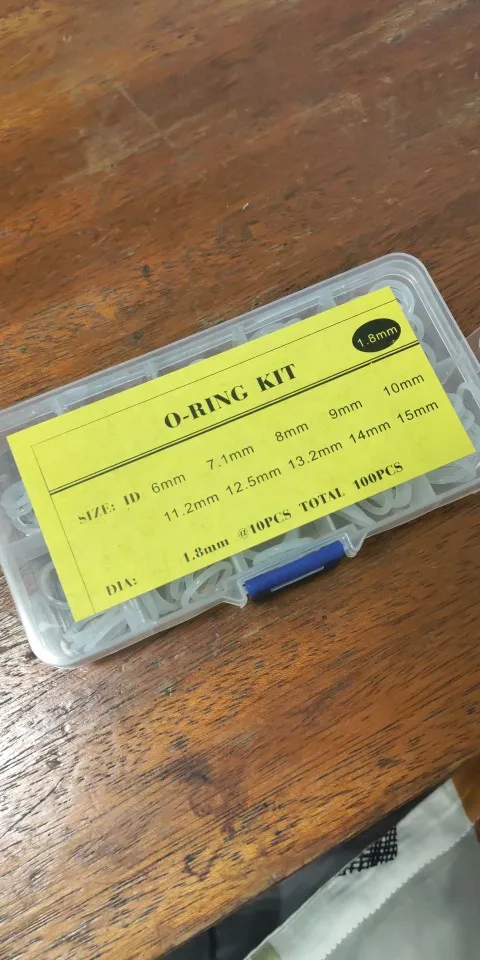 1.8mm
O-RING KIT
SIZE: ID 6mm 7.1mm 8mm 9mm 10mm
11.2mm 12.5mm 13.2mm 14mm 15mm
DIA: 1.8mm @10PCS TOTAL 100PCS